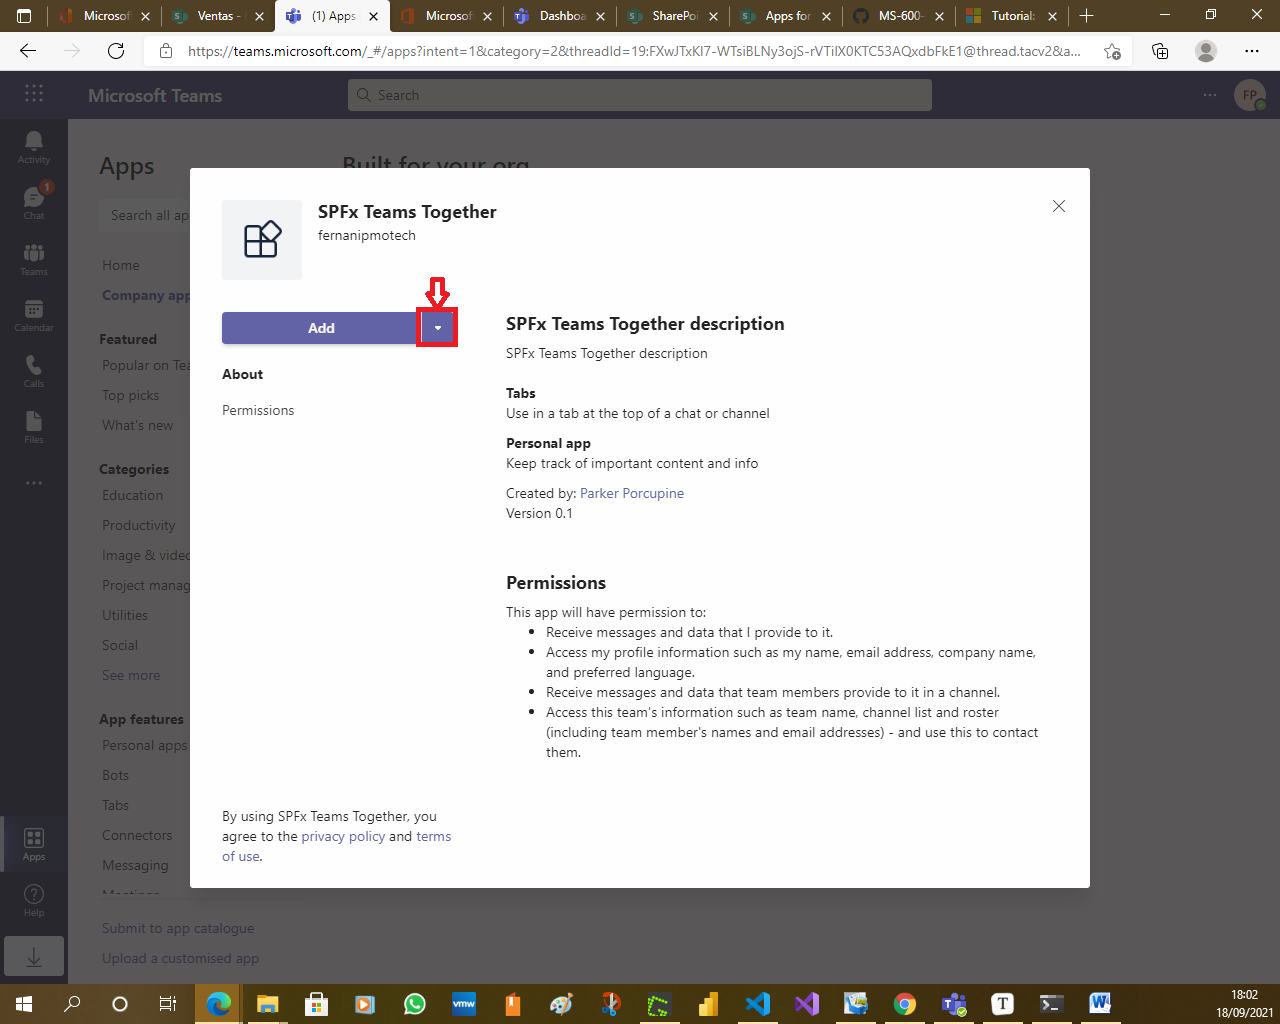 Microsof
Ventas -
(1) Apps
Microsof
Dashboa
SharePoi
Apps for
MS-600-
Tutorial:
https://teams.microsoft.com/_#/apps?intent=1&category=2&threadId=19:FXwJTxKl7-WTsiBLNy3ojS-rVTiIX0KTC53AQxdbFkE1@thread.tacv2&a...
Microsoft Teams
Search
FP
Activity
1
Chat
Teams
Calendar
Calls
Files
Apps
Help
Apps
Search all ap
Home
Company app
Featured
Popular on Tea
Top picks
What's new
Categories
Education
Productivity
Image & videc
Project manag
Utilities
Social
See more
App features
Personal apps
Bots
Tabs
Connectors
Messaging
Meetings
Submit to app catalogue
Upload a customised app
Built for your org
SPFx Teams Together
fernanipmotech
Add
About
Permissions
SPFx Teams Together description
SPFx Teams Together description
Tabs
Use in a tab at the top of a chat or channel
Personal app
Keep track of important content and info
Created by: Parker Porcupine
Version 0.1
Permissions
This app will have permission to:
• Receive messages and data that I provide to it.
• Access my profile information such as my name, email address, company name,
and preferred language.
• Receive messages and data that team members provide to it in a channel.
• Access this team's information such as team name, channel list and roster
(including team member's names and email addresses) - and use this to contact
them.
By using SPFx Teams Together, you
agree to the privacy policy and terms
of use.
vmw
T
W
18:02
18/09/2021